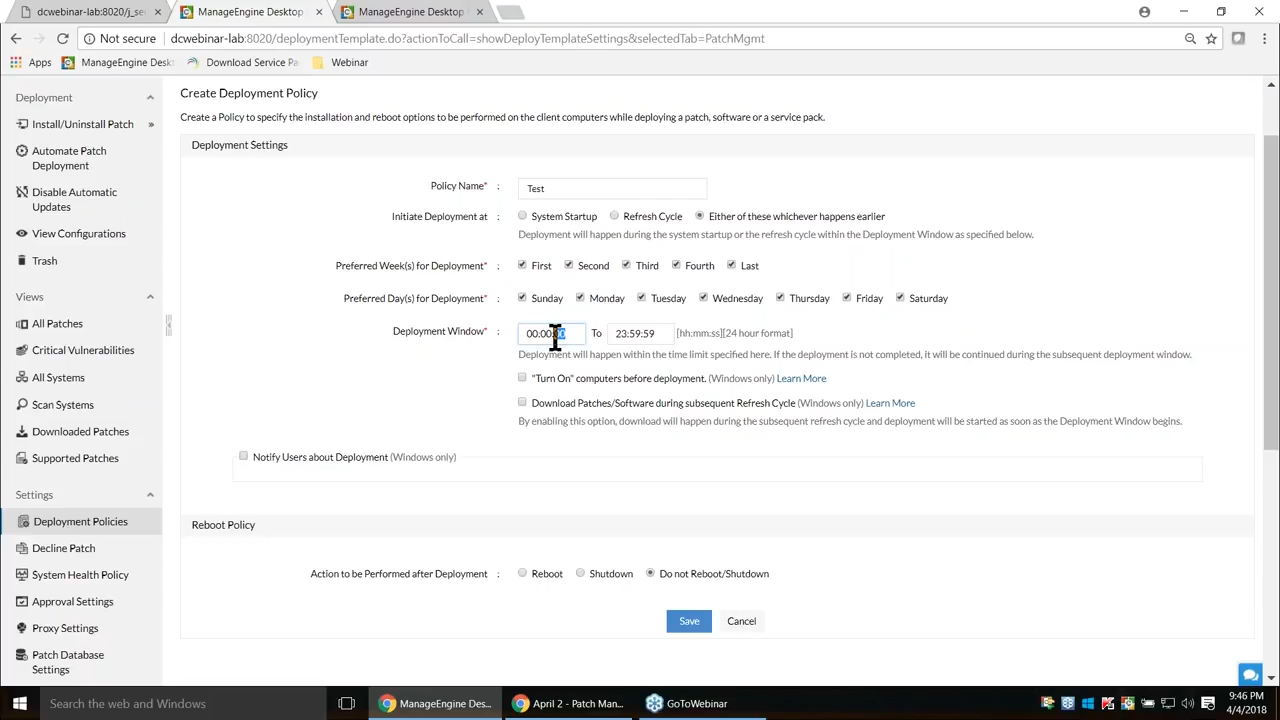 dcwebinar-lab:8020/j_se
ManageEngine Desktop
ManageEngine Desktop
Not secure
dcwebinar-lab:8020/deploymentTemplate.do?actionToCall=showDeployTemplateSettings&selectedTab=PatchMgmt
Apps
ManageEngine Deskt
Download Service Pa
Webinar
Deployment
Install/Uninstall Patch
Automate Patch
Deployment
Disable Automatic
Updates
View Configurations
Trash
Views
All Patches
Critical Vulnerabilities
All Systems
Scan Systems
Downloaded Patches
Supported Patches
Settings
Deployment Policies
Decline Patch
System Health Policy
Approval Settings
Proxy Settings
Patch Database
Settings
Create Deployment Policy
Create a Policy to specify the installation and reboot options to be performed on the client computers while deploying a patch, software or a service pack.
Deployment Settings
Policy Name* : Test
Initiate Deployment at : System Startup Refresh Cycle Either of these whichever happens earlier
Deployment will happen during the system startup or the refresh cycle within the Deployment Window as specified below.
Preferred Week(s) for Deployment* : First Second Third Fourth Last
Preferred Day(s) for Deployment* : Sunday Monday Tuesday Wednesday Thursday Friday Saturday
Deployment Window* : 00:00:00 To 23:59:59 [hh:mm:ss][24 hour format]
Deployment will happen within the time limit specified here. If the deployment is not completed, it will be continued during the subsequent deployment window.
"Turn On" computers before deployment. (Windows only) Learn More
Download Patches/Software during subsequent Refresh Cycle (Windows only) Learn More
By enabling this option, download will happen during the subsequent refresh cycle and deployment will be started as soon as the Deployment Window begins.
Notify Users about Deployment (Windows only)
Reboot Policy
Action to be Performed after Deployment : Reboot Shutdown Do not Reboot/Shutdown
Save Cancel
Search the web and Windows
ManageEngine Des...
April 2 - Patch Man...
GoToWebinar
9:46 PM
4/4/2018